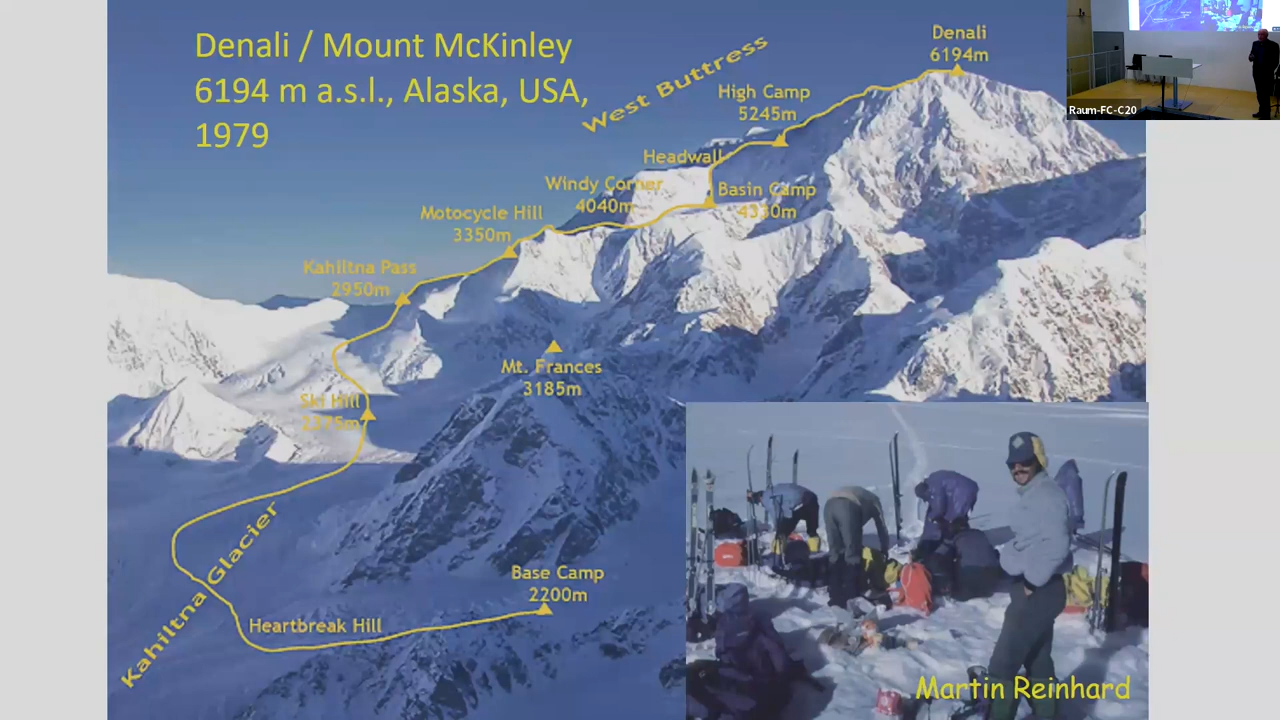 Denali / Mount McKinley
6194 m a.s.l., Alaska, USA,
1979
West Buttress
Denali
6194m
High Camp
5245m
Headwall
Windy Corner
4040m
Basin Camp
4330m
Motocycle Hill
3350m
Kahiltna Pass
2950m
Mt. Frances
3185m
Ski Hill
2375m
Kahiltna Glacier
Base Camp
2200m
Heartbreak Hill
Martin Reinhard
Raum-FC-C20